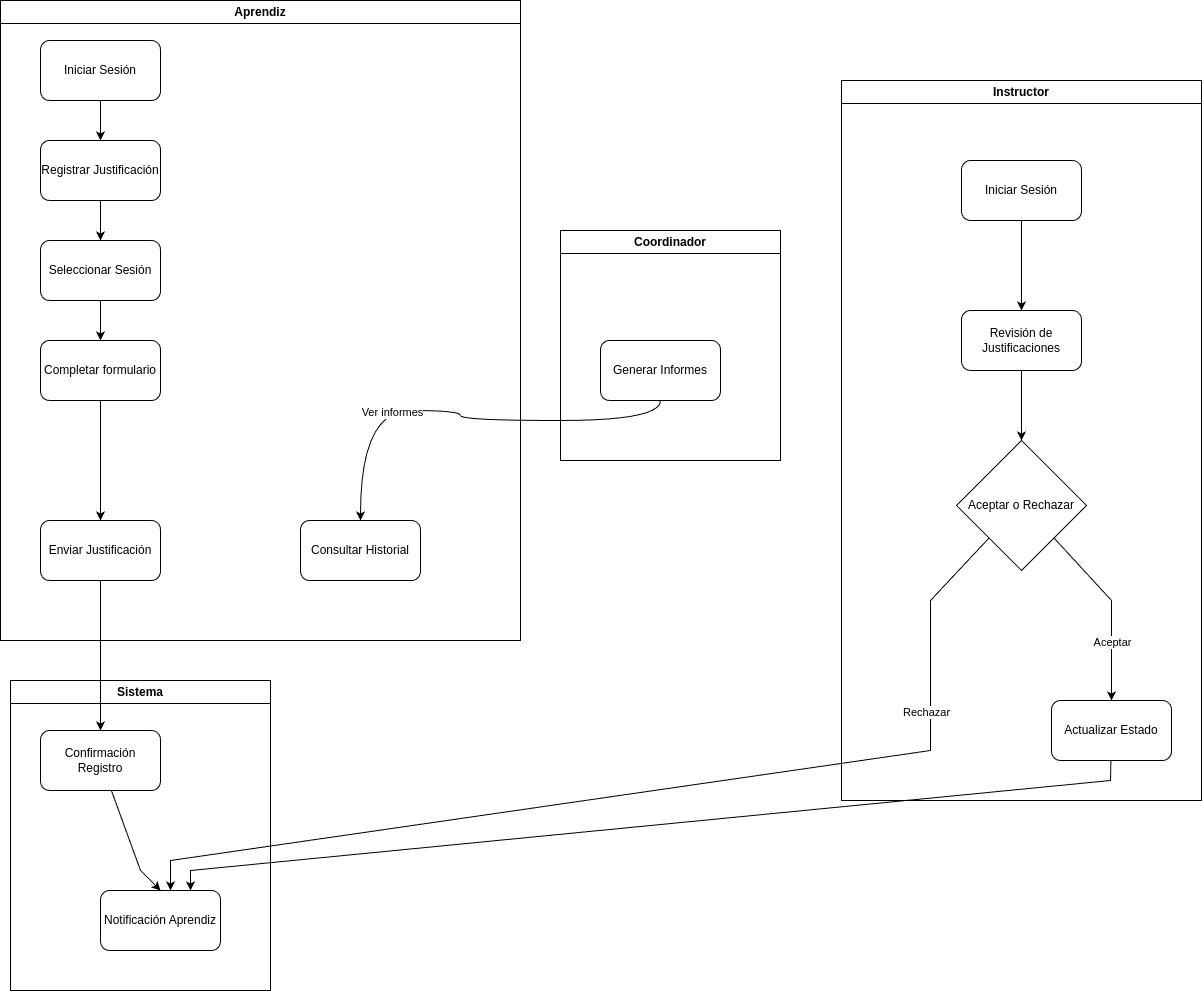 Aprendiz
Iniciar Sesión
Registrar Justificación
Seleccionar Sesión
Completar formulario
Enviar Justificación
Ver informes
Consultar Historial
Coordinador
Generar Informes
Instructor
Iniciar Sesión
Revisión de
Justificaciones
Aceptar o Rechazar
Aceptar
Rechazar
Actualizar Estado
Sistema
Confirmación
Registro
Notificación Aprendiz